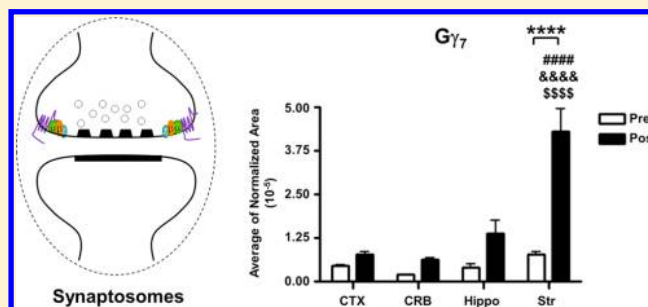 Gγ7
****
####
&&&&
$$$$
Pre
Pos
Average of Normalized Area
(10-5)
5.00
3.75
2.50
1.25
0.00
CTX CRB Hippo Str
Synaptosomes